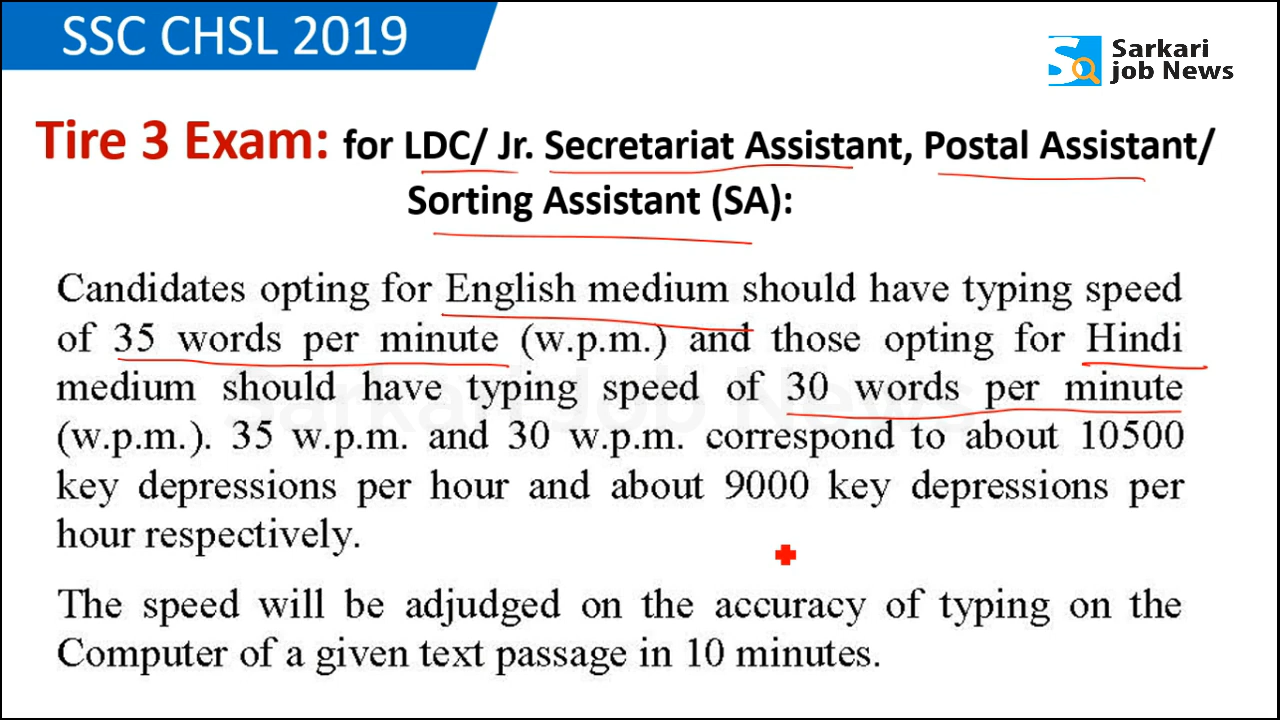 SSC CHSL 2019
Sarkari
job News
Tire 3 Exam: for LDC/ Jr. Secretariat Assistant, Postal Assistant/
Sorting Assistant (SA):
Candidates opting for English medium should have typing speed
of 35 words per minute (w.p.m.) and those opting for Hindi
medium should have typing speed of 30 words per minute
(w.p.m.). 35 w.p.m. and 30 w.p.m. correspond to about 10500
key depressions per hour and about 9000 key depressions per
hour respectively.
Sarkari Job News
The speed will be adjudged on the accuracy of typing on the
Computer of a given text passage in 10 minutes.